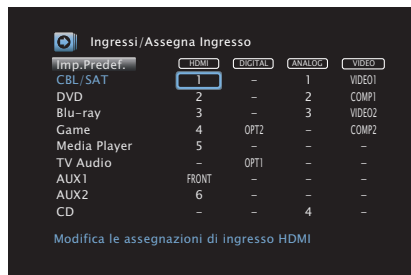 Ingressi/Assegna Ingresso
Imp.Predef. HDMI DIGITAL ANALOG VIDEO
CBL/SAT 1 – 1 VIDEO1
DVD 2 – 2 COMP1
Blu-ray 3 – 3 VIDEO2
Game 4 OPT2 – COMP2
Media Player 5 – – –
TV Audio – OPT1 – –
AUX1 FRONT – – –
AUX2 6 – – –
CD – – 4 –
Modifica le assegnazioni di ingresso HDMI